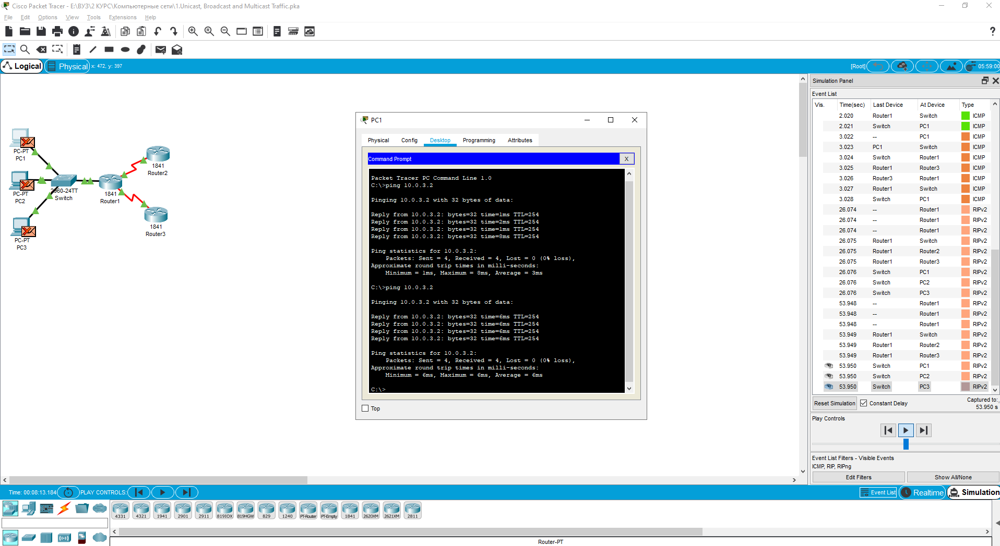 Cisco Packet Tracer - E:\ВУЗ\2 КУРС\Компьютерные сети\1.Unicast, Broadcast and Multicast Traffic.pka
File Edit Options View Tools Extensions Help
?
Logical Physical x: 472, y: 397 [Root] 05:59:00
PC-PT
PC1
PC-PT
PC2
PC-PT
PC3
2960-24TT
Switch
1841
Router1
1841
Router2
1841
Router3
PC1
Physical Config Desktop Programming Attributes
Command Prompt X
Packet Tracer PC Command Line 1.0
C:\>ping 10.0.3.2
Pinging 10.0.3.2 with 32 bytes of data:
Reply from 10.0.3.2: bytes=32 time=1ms TTL=254
Reply from 10.0.3.2: bytes=32 time=2ms TTL=254
Reply from 10.0.3.2: bytes=32 time=1ms TTL=254
Reply from 10.0.3.2: bytes=32 time=8ms TTL=254
Ping statistics for 10.0.3.2:
Packets: Sent = 4, Received = 4, Lost = 0 (0% loss),
Approximate round trip times in milli-seconds:
Minimum = 1ms, Maximum = 8ms, Average = 3ms
C:\>ping 10.0.3.2
Pinging 10.0.3.2 with 32 bytes of data:
Reply from 10.0.3.2: bytes=32 time=6ms TTL=254
Reply from 10.0.3.2: bytes=32 time=6ms TTL=254
Reply from 10.0.3.2: bytes=32 time=6ms TTL=254
Reply from 10.0.3.2: bytes=32 time=6ms TTL=254
Ping statistics for 10.0.3.2:
Packets: Sent = 4, Received = 4, Lost = 0 (0% loss),
Approximate round trip times in milli-seconds:
Minimum = 6ms, Maximum = 6ms, Average = 6ms
C:\>
Top
Simulation Panel
Event List
Vis. Time(sec) Last Device At Device Type
2.020 Router1 Switch ICMP
2.021 Switch PC1 ICMP
3.022 -- PC1 ICMP
3.023 PC1 Switch ICMP
3.024 Switch Router1 ICMP
3.025 Router1 Router3 ICMP
3.026 Router3 Router1 ICMP
3.027 Router1 Switch ICMP
3.028 Switch PC1 ICMP
26.074 -- Router1 RIPv2
26.074 -- Router1 RIPv2
26.074 -- Router1 RIPv2
26.075 Router1 Switch RIPv2
26.075 Router1 Router2 RIPv2
26.075 Router1 Router3 RIPv2
26.076 Switch PC1 RIPv2
26.076 Switch PC2 RIPv2
26.076 Switch PC3 RIPv2
53.948 -- Router1 RIPv2
53.948 -- Router1 RIPv2
53.948 -- Router1 RIPv2
53.949 Router1 Switch RIPv2
53.949 Router1 Router2 RIPv2
53.949 Router1 Router3 RIPv2
53.950 Switch PC1 RIPv2
53.950 Switch PC2 RIPv2
53.950 Switch PC3 RIPv2
Reset Simulation Constant Delay Captured to:
53.950 s
Play Controls
Event List Filters - Visible Events
ICMP, RIP, RIPng
Edit Filters Show All/None
Time: 00:08:13.184 PLAY CONTROLS: Event List Realtime Simulation
4331 4321 1941 2901 2911 819IOX 819HGW 829 1240 PT-Router PT-Empty 1841 2620XM 2621XM 2811
Router-PT